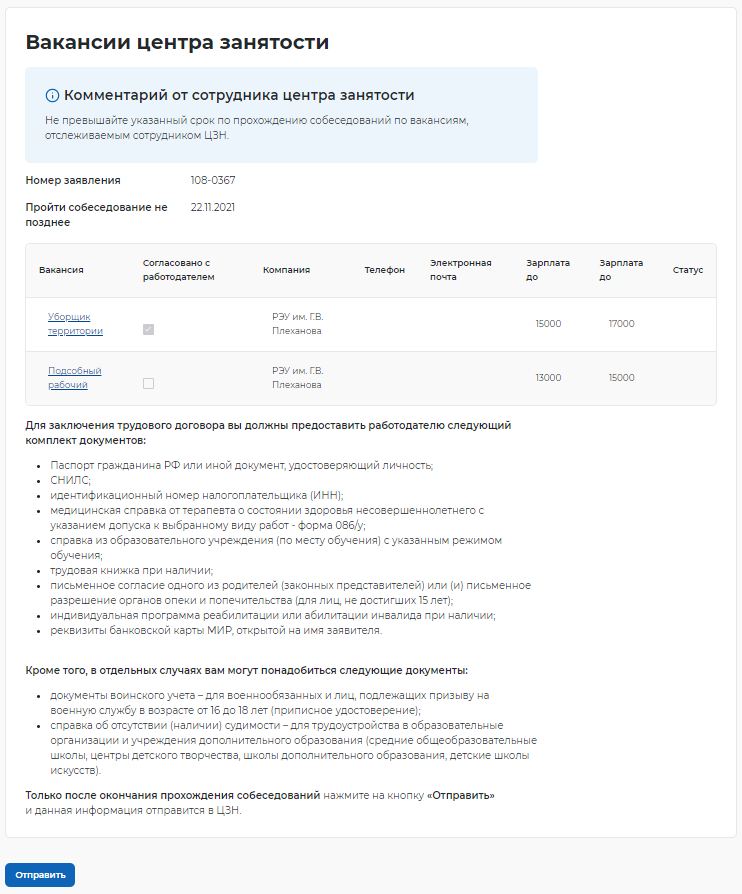 Вакансии центра занятости
Комментарий от сотрудника центра занятости
Не превышайте указанный срок по прохождению собеседований по вакансиям,
отслеживаемым сотрудником ЦЗН.
Номер заявления 108-0367
Пройти собеседование не 22.11.2021
позднее
Вакансия Согласовано с работодателем Компания Телефон Электронная почта Зарплата до Зарплата до Статус
Уборщик территории РЭУ им. Г.В. Плеханова 15000 17000
Подсобный рабочий РЭУ им. Г.В. Плеханова 13000 15000
Для заключения трудового договора вы должны предоставить работодателю следующий
комплект документов:
Паспорт гражданина РФ или иной документ, удостоверяющий личность;
СНИЛС;
идентификационный номер налогоплательщика (ИНН);
медицинская справка от терапевта о состоянии здоровья несовершеннолетнего с
указанием допуска к выбранному виду работ - форма 086/у;
справка из образовательного учреждения (по месту обучения) с указанным режимом
обучения;
трудовая книжка при наличии;
письменное согласие одного из родителей (законных представителей) или (и) письменное
разрешение органов опеки и попечительства (для лиц, не достигших 15 лет);
индивидуальная программа реабилитации или абилитации инвалида при наличии;
реквизиты банковской карты МИР, открытой на имя заявителя.
Кроме того, в отдельных случаях вам могут понадобиться следующие документы:
документы воинского учета – для военнообязанных и лиц, подлежащих призыву на
военную службу в возрасте от 16 до 18 лет (приписное удостоверение);
справка об отсутствии (наличии) судимости – для трудоустройства в образовательные
организации и учреждения дополнительного образования (средние общеобразовательные
школы, центры детского творчества, школы дополнительного образования, детские школы
искусств).
Только после окончания прохождения собеседований нажмите на кнопку «Отправить»
и данная информация отправится в ЦЗН.
Отправить